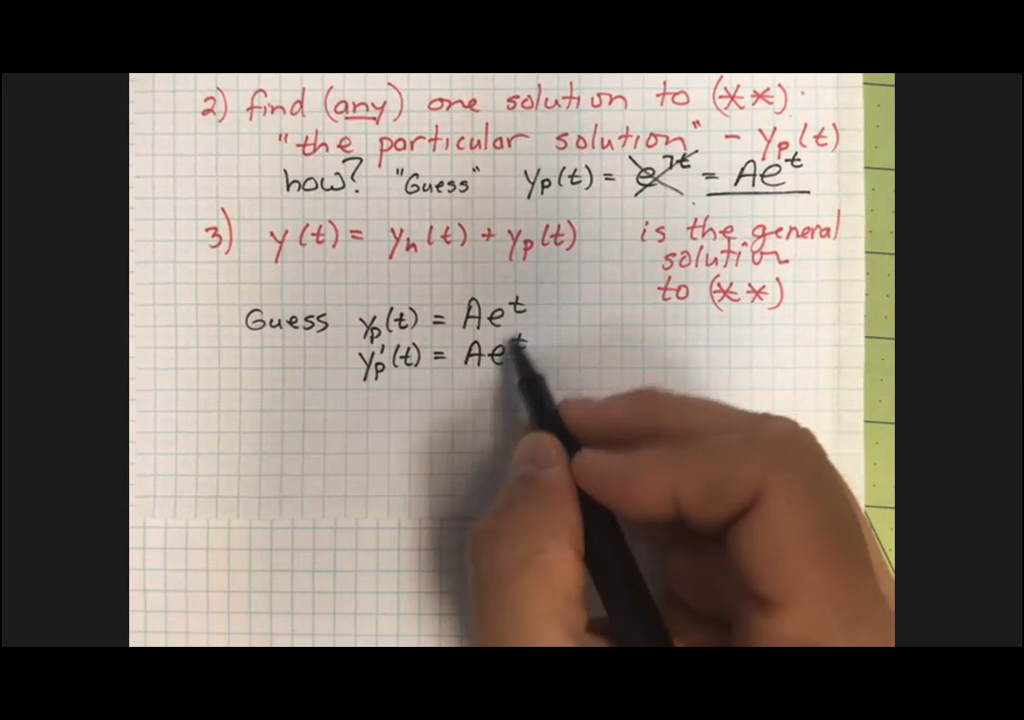 2) find (any) one solution to (**).
"the particular solution" - yp(t)
how? "Guess" yp(t) = = Ae^t
3) y(t) = yh(t) + yp(t) is the general
solution
to (**)
Guess yp(t) = Ae^t
yp'(t) = Ae^t